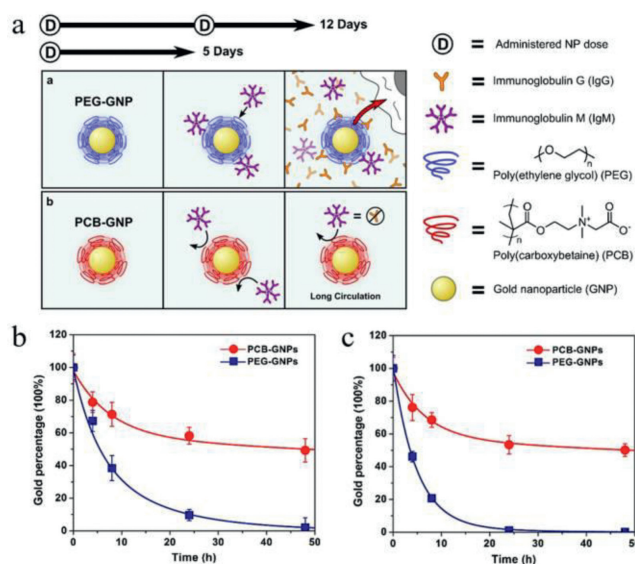 a
D
D
12 Days
D
5 Days
a
PEG-GNP
b
PCB-GNP
=
Long Circulation
D = Administered NP dose
= Immunoglobulin G (IgG)
= Immunoglobulin M (IgM)
O
n
=
Poly(ethylene glycol) (PEG)
O
O
N+
O-
O
n
=
Poly(carboxybetaine) (PCB)
= Gold nanoparticle (GNP)
b
120
100
80
60
40
20
0
Gold percentage (100%)
PCB-GNPs
PEG-GNPs
0 10 20 30 40 50
Time (h)
c
120
100
80
60
40
20
0
Gold percentage (100%)
PCB-GNPs
PEG-GNPs
0 10 20 30 40 50
Time (h)